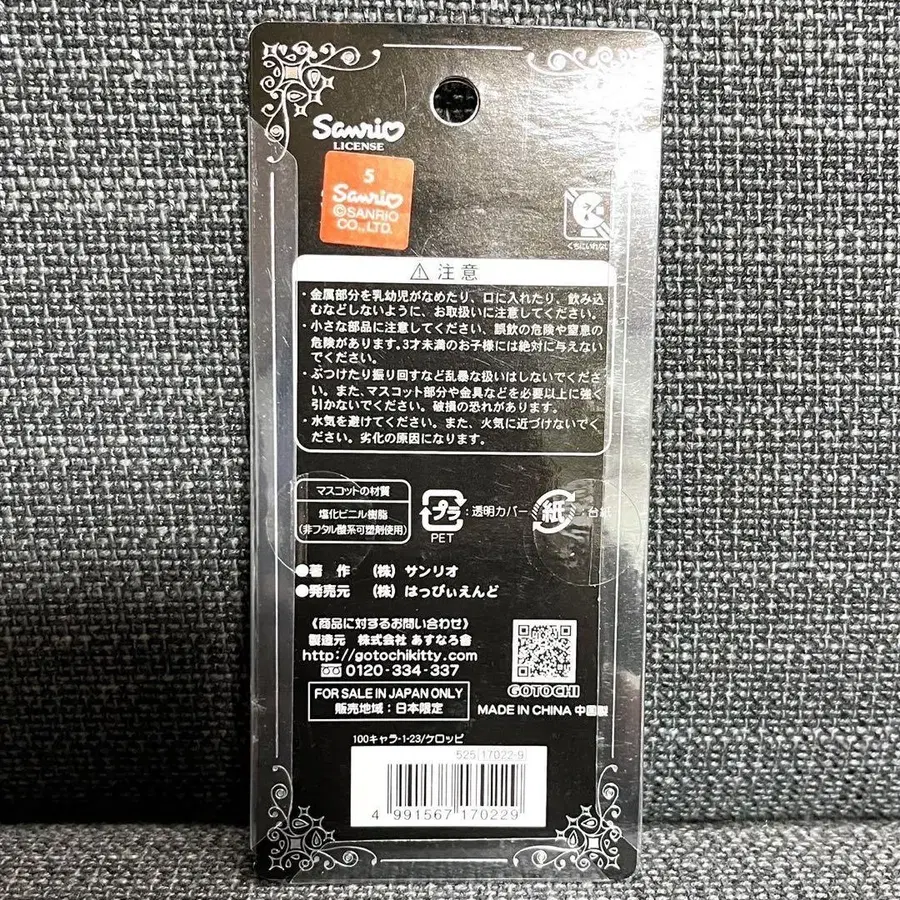 Sanrio
LICENSE
5
Sanrio
©SANRIO
CO.,LTD.
くちにいれない
⚠ 注意
・金属部分を乳幼児がなめたり、口に入れたり、飲み込
むなどしないように、お取扱いに注意してください。
・小さな部品に注意してください、誤飲の危険や窒息の
危険があります。3才未満のお子様には絶対に与えない
でください。
・ぶつけたり振り回すなど乱暴な扱いはしないでくださ
い。また、マスコット部分や金具などを必要以上に強く
引かないでください。破損の恐れがあります。
・水気を避けてください。また、火気に近づけないでく
ださい。劣化の原因になります。
マスコットの材質
塩化ビニル樹脂
(非フタル酸系可塑剤使用)
プラ
PET
:透明カバー
紙
:台紙
●著 作 (株) サンリオ
●発売元 (株) はっぴぃえんど
《商品に対するお問い合わせ》
製造元 株式会社 あすなろ舎
http://gotochikitty.com
0120-334-337
FOR SALE IN JAPAN ONLY
販売地域:日本限定
GOTOCHI
MADE IN CHINA 中国製
100キャラ-1-23/ケロッピ
525 17022-9
4 991567 170229